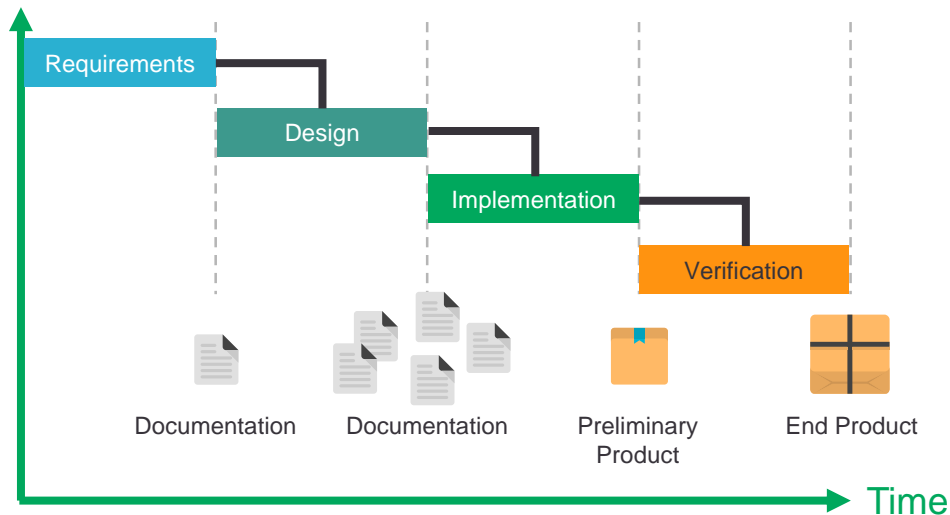 Requirements
Design
Implementation
Verification
Documentation
Documentation
Preliminary
Product
End Product
Time